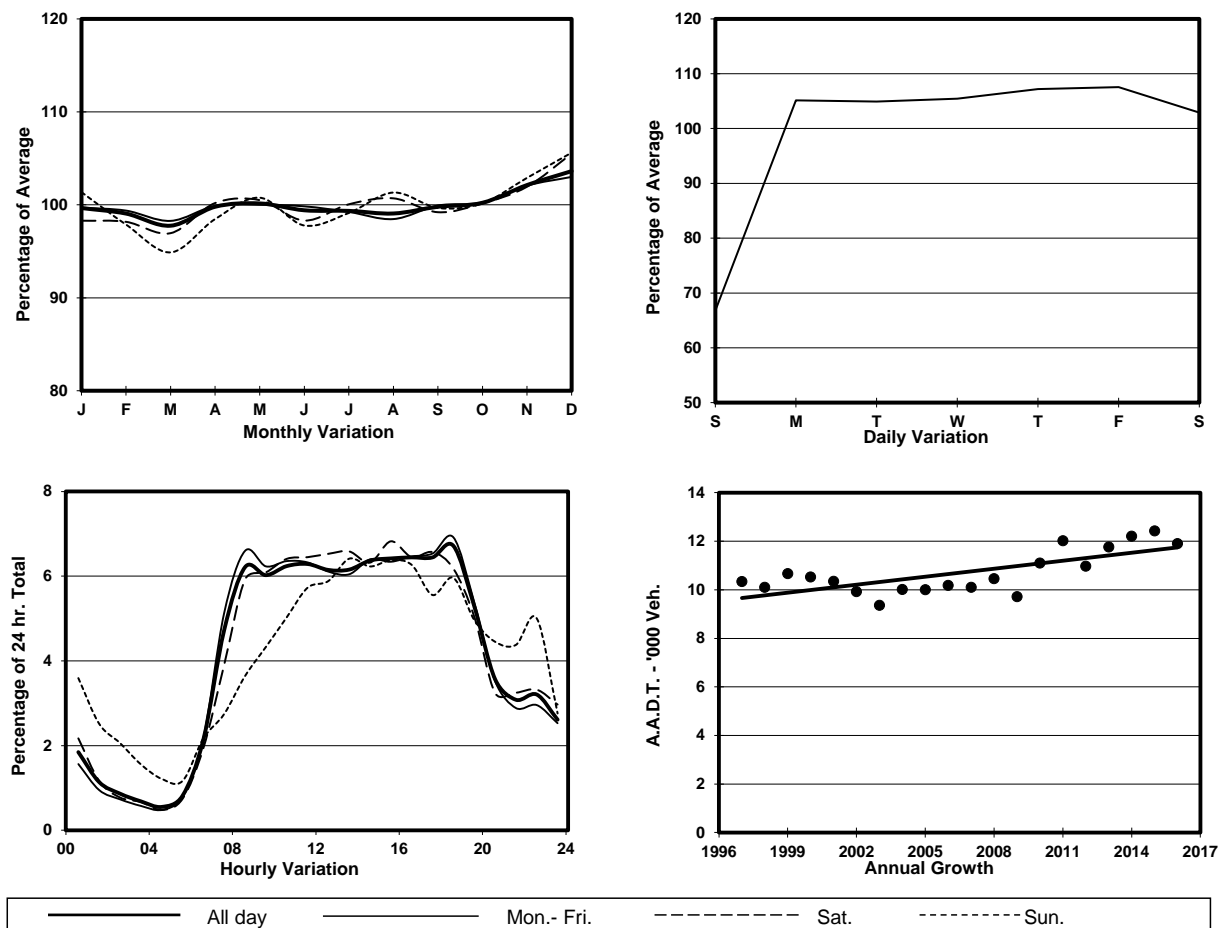 120
110
100
90
80
Percentage of Average
J F M A M J J A S O N D
Monthly Variation
120
110
100
90
80
70
60
50
Percentage of Average
S M T W T F S
Daily Variation
8
6
4
2
0
Percentage of 24 hr. Total
00 04 08 12 16 20 24
Hourly Variation
14
12
10
8
6
4
2
0
A.A.D.T. - '000 Veh.
1996 1999 2002 2005 2008 2011 2014 2017
Annual Growth
All day Mon.- Fri. Sat. Sun.